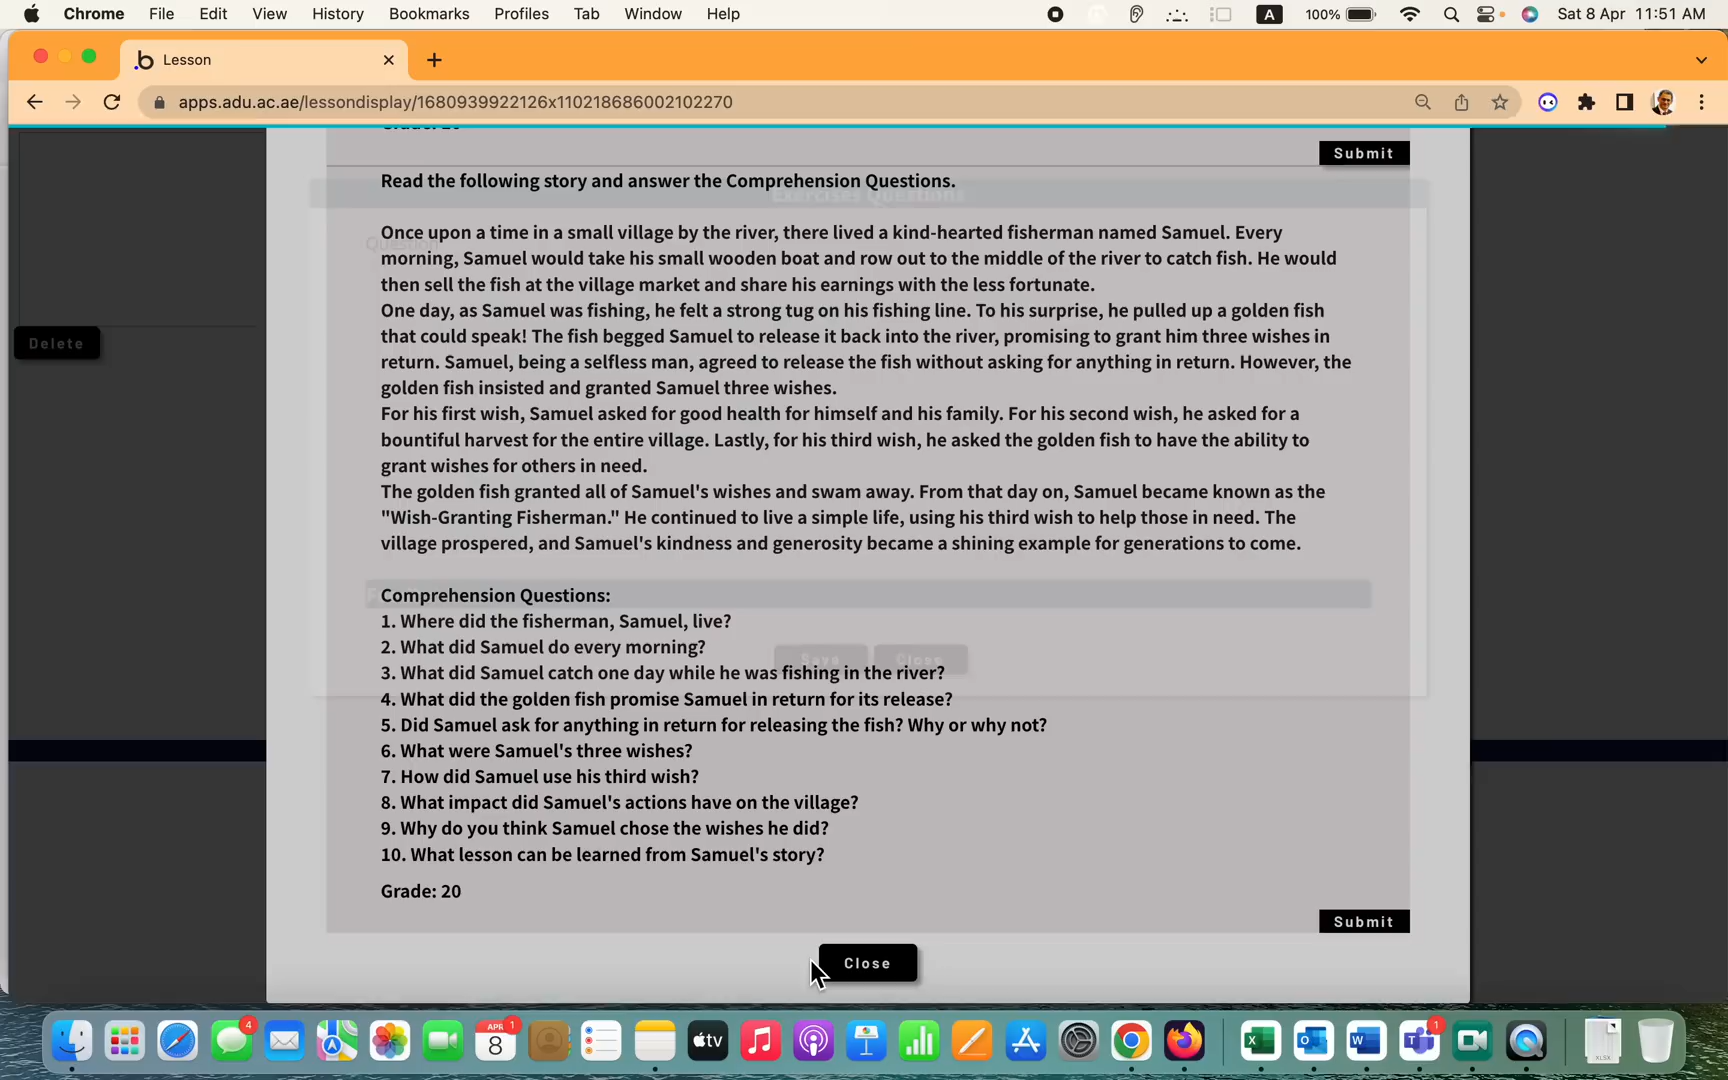 Chrome File Edit View History Bookmarks Profiles Tab Window Help A 100% Sat 8 Apr 11:51 AM
Lesson
apps.adu.ac.ae/lessondisplay/1680939922126x110218686002102270
Submit
Read the following story and answer the Comprehension Questions.
Exercises Questions
Question
Once upon a time in a small village by the river, there lived a kind-hearted fisherman named Samuel. Every
morning, Samuel would take his small wooden boat and row out to the middle of the river to catch fish. He would
then sell the fish at the village market and share his earnings with the less fortunate.
One day, as Samuel was fishing, he felt a strong tug on his fishing line. To his surprise, he pulled up a golden fish
that could speak! The fish begged Samuel to release it back into the river, promising to grant him three wishes in
Delete
return. Samuel, being a selfless man, agreed to release the fish without asking for anything in return. However, the
golden fish insisted and granted Samuel three wishes.
For his first wish, Samuel asked for good health for himself and his family. For his second wish, he asked for a
bountiful harvest for the entire village. Lastly, for his third wish, he asked the golden fish to have the ability to
grant wishes for others in need.
The golden fish granted all of Samuel's wishes and swam away. From that day on, Samuel became known as the
"Wish-Granting Fisherman." He continued to live a simple life, using his third wish to help those in need. The
village prospered, and Samuel's kindness and generosity became a shining example for generations to come.
Comprehension Questions:
1. Where did the fisherman, Samuel, live?
2. What did Samuel do every morning?
Save Close
3. What did Samuel catch one day while he was fishing in the river?
4. What did the golden fish promise Samuel in return for its release?
5. Did Samuel ask for anything in return for releasing the fish? Why or why not?
6. What were Samuel's three wishes?
7. How did Samuel use his third wish?
8. What impact did Samuel's actions have on the village?
9. Why do you think Samuel chose the wishes he did?
10. What lesson can be learned from Samuel's story?
Grade: 20
Submit
Close
4 APR 8 1 tv X O W T 1 XLSX